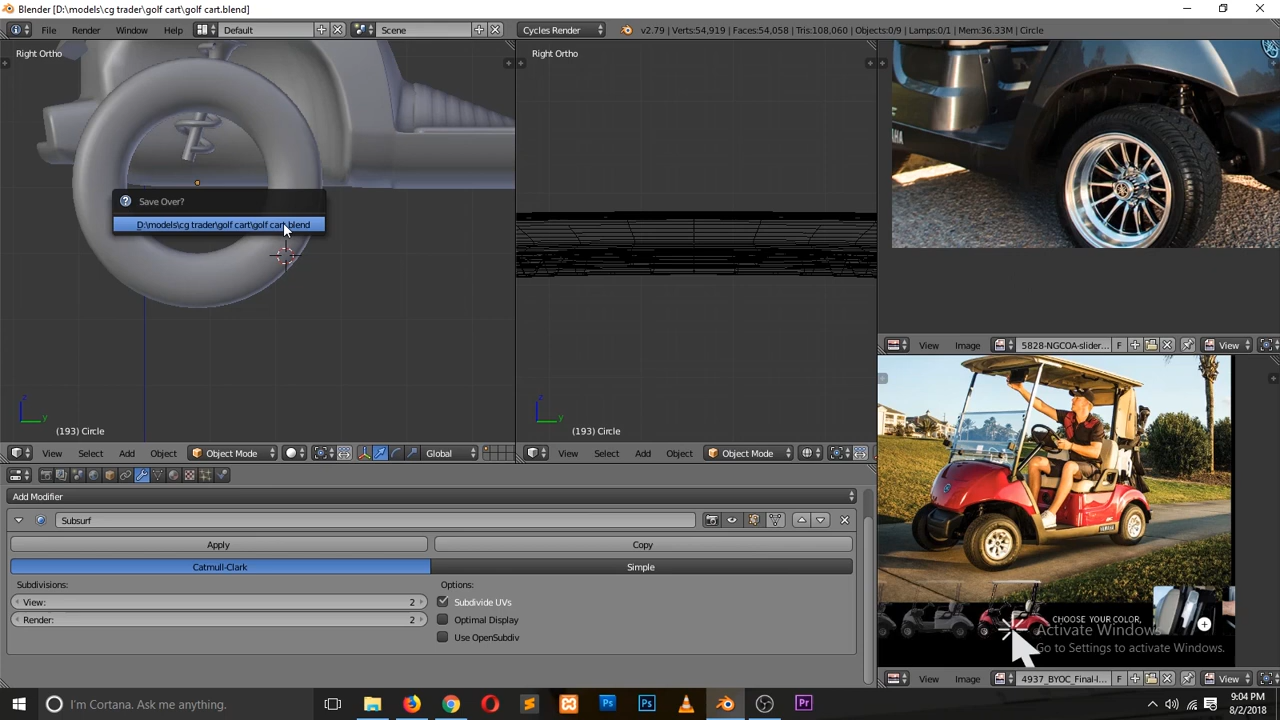 Blender [D:\models\cg trader\golf cart\golf cart.blend]
File Render Window Help Default Scene Cycles Render v2.79 | Verts:54,919 | Faces:54,058 | Tris:108,060 | Objects:0/9 | Lamps:0/1 | Mem:36.33M | Circle
Right Ortho
Right Ortho
Save Over?
D:\models\cg trader\golf cart\golf cart.blend
(193) Circle
(193) Circle
View Select Add Object Object Mode Global
View Select Add Object Object Mode
YAMAHA
View Image 5828-NGCOA-slider... F View
Add Modifier
Subsurf
Apply Copy
Catmull-Clark Simple
Subdivisions: Options:
View: 2 Subdivide UVs
Render: 2 Optimal Display
Use OpenSubdiv
CHOOSE YOUR COLOR,
Activate Windows
Go to Settings to activate Windows.
View Image 4937_BYOC_Final-I... F View
I'm Cortana. Ask me anything.
Ps Ps Pr
9:04 PM
8/2/2018